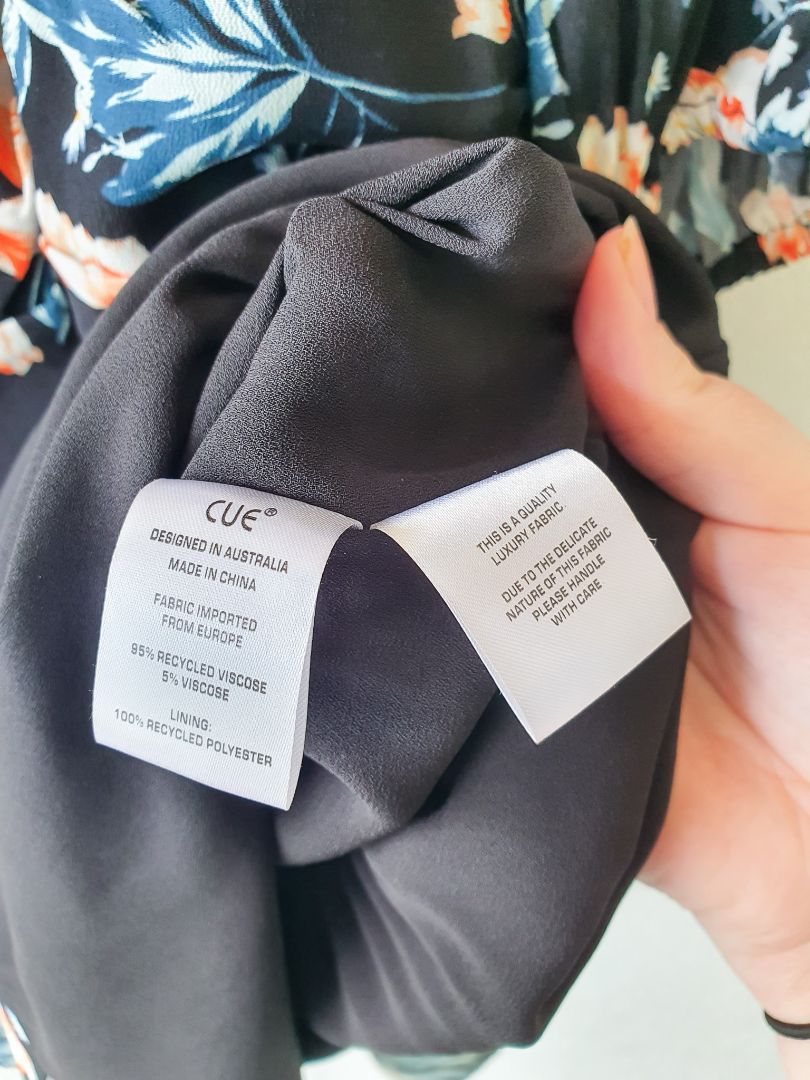 CUE®
DESIGNED IN AUSTRALIA
MADE IN CHINA
FABRIC IMPORTED
FROM EUROPE
95% RECYCLED VISCOSE
5% VISCOSE
LINING:
100% RECYCLED POLYESTER
THIS IS A QUALITY
LUXURY FABRIC
DUE TO THE DELICATE
NATURE OF THIS FABRIC
PLEASE HANDLE
WITH CARE